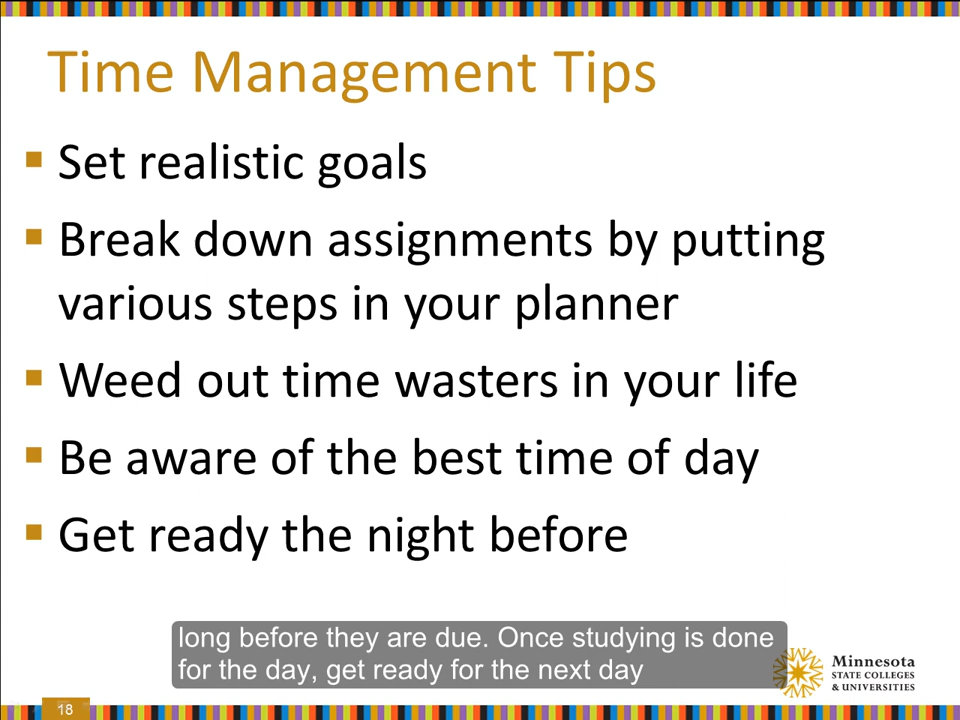 Time Management Tips
Set realistic goals
Break down assignments by putting
various steps in your planner
Weed out time wasters in your life
Be aware of the best time of day
Get ready the night before
long before they are due. Once studying is done
for the day, get ready for the next day
Minnesota
STATE COLLEGES
& UNIVERSITIES
18